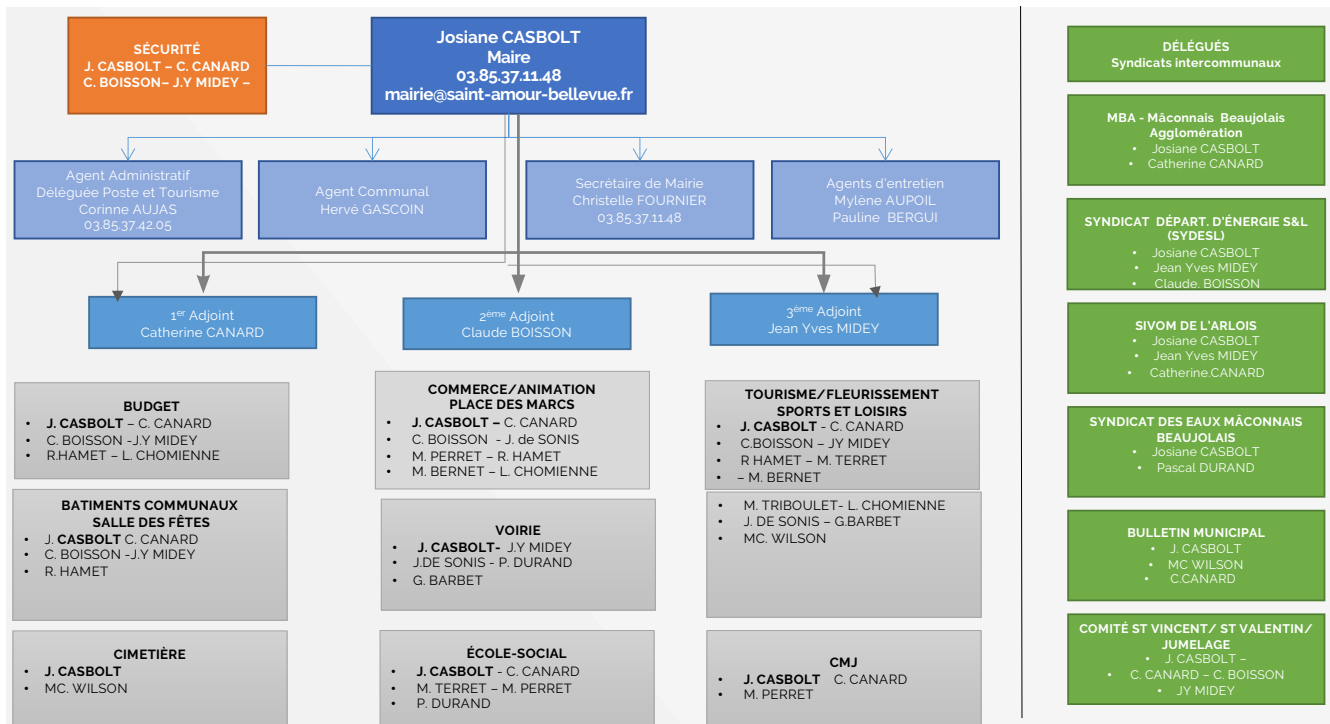 SÉCURITÉ
J. CASBOLT – C. CANARD
C. BOISSON– J.Y MIDEY –
Josiane CASBOLT
Maire
03.85.37.11.48
mairie@saint-amour-bellevue.fr
Agent Administratif
Déléguée Poste et Tourisme
Corinne AUJAS
03.85.37.42.05
Agent Communal
Hervé GASCOIN
Secrétaire de Mairie
Christelle FOURNIER
03.85.37.11.48
Agents d'entretien
Mylène AUPOIL
Pauline BERGUI
1er Adjoint
Catherine CANARD
2ème Adjoint
Claude BOISSON
3ème Adjoint
Jean Yves MIDEY
BUDGET
• J. CASBOLT – C. CANARD
• C. BOISSON -J.Y MIDEY
• R.HAMET – L. CHOMIENNE
BATIMENTS COMMUNAUX
SALLE DES FÊTES
• J. CASBOLT C. CANARD
• C. BOISSON -J.Y MIDEY
• R. HAMET
CIMETIÈRE
• J. CASBOLT
• MC. WILSON
COMMERCE/ANIMATION
PLACE DES MARCS
• J. CASBOLT – C. CANARD
• C. BOISSON - J. de SONIS
• M. PERRET – R. HAMET
• M. BERNET – L. CHOMIENNE
VOIRIE
• J. CASBOLT- J.Y MIDEY
• J.DE SONIS - P. DURAND
• G. BARBET
ÉCOLE-SOCIAL
• J. CASBOLT - C. CANARD
• M. TERRET – M. PERRET
• P. DURAND
TOURISME/FLEURISSEMENT
SPORTS ET LOISIRS
• J. CASBOLT - C. CANARD
• C.BOISSON – JY MIDEY
• R HAMET – M. TERRET
• – M. BERNET
• M. TRIBOULET- L. CHOMIENNE
• J. DE SONIS – G.BARBET
• MC. WILSON
CMJ
• J. CASBOLT C. CANARD
• M. PERRET
DÉLÉGUÉS
Syndicats intercommunaux
MBA - Mâconnais Beaujolais
Agglomération
• Josiane CASBOLT
• Catherine CANARD
SYNDICAT DÉPART. D'ÉNERGIE S&L
(SYDESL)
• Josiane CASBOLT
• Jean Yves MIDEY
• Claude. BOISSON
SIVOM DE L'ARLOIS
• Josiane CASBOLT
• Jean Yves MIDEY
• Catherine.CANARD
SYNDICAT DES EAUX MÂCONNAIS
BEAUJOLAIS
• Josiane CASBOLT
• Pascal DURAND
BULLETIN MUNICIPAL
• J. CASBOLT
• MC WILSON
• C.CANARD
COMITÉ ST VINCENT/ ST VALENTIN/
JUMELAGE
• J. CASBOLT –
• C. CANARD – C. BOISSON
• JY MIDEY